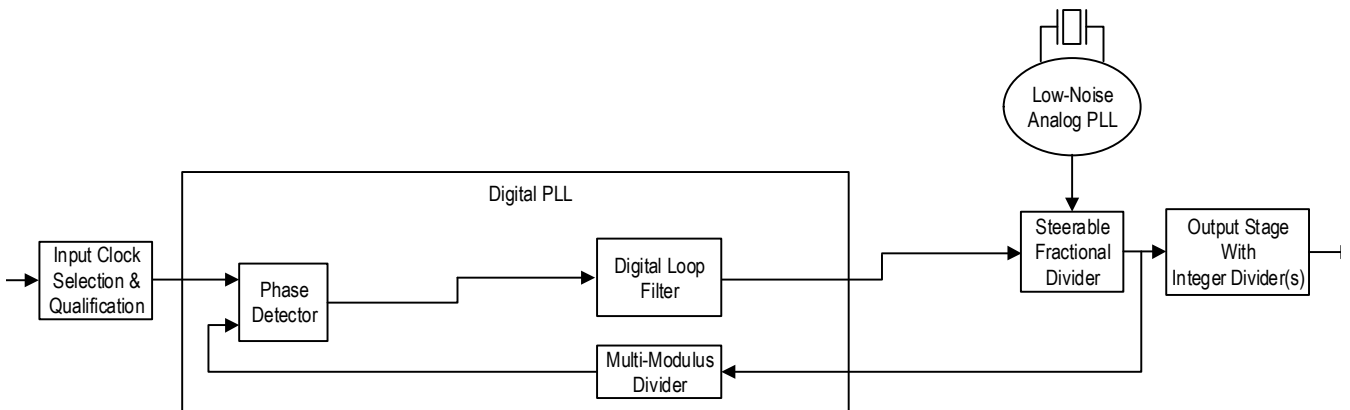 Low-Noise
Analog PLL
Digital PLL
Input Clock
Selection &
Qualification
Phase
Detector
Digital Loop
Filter
Steerable
Fractional
Divider
Output Stage
With
Integer Divider(s)
Multi-Modulus
Divider